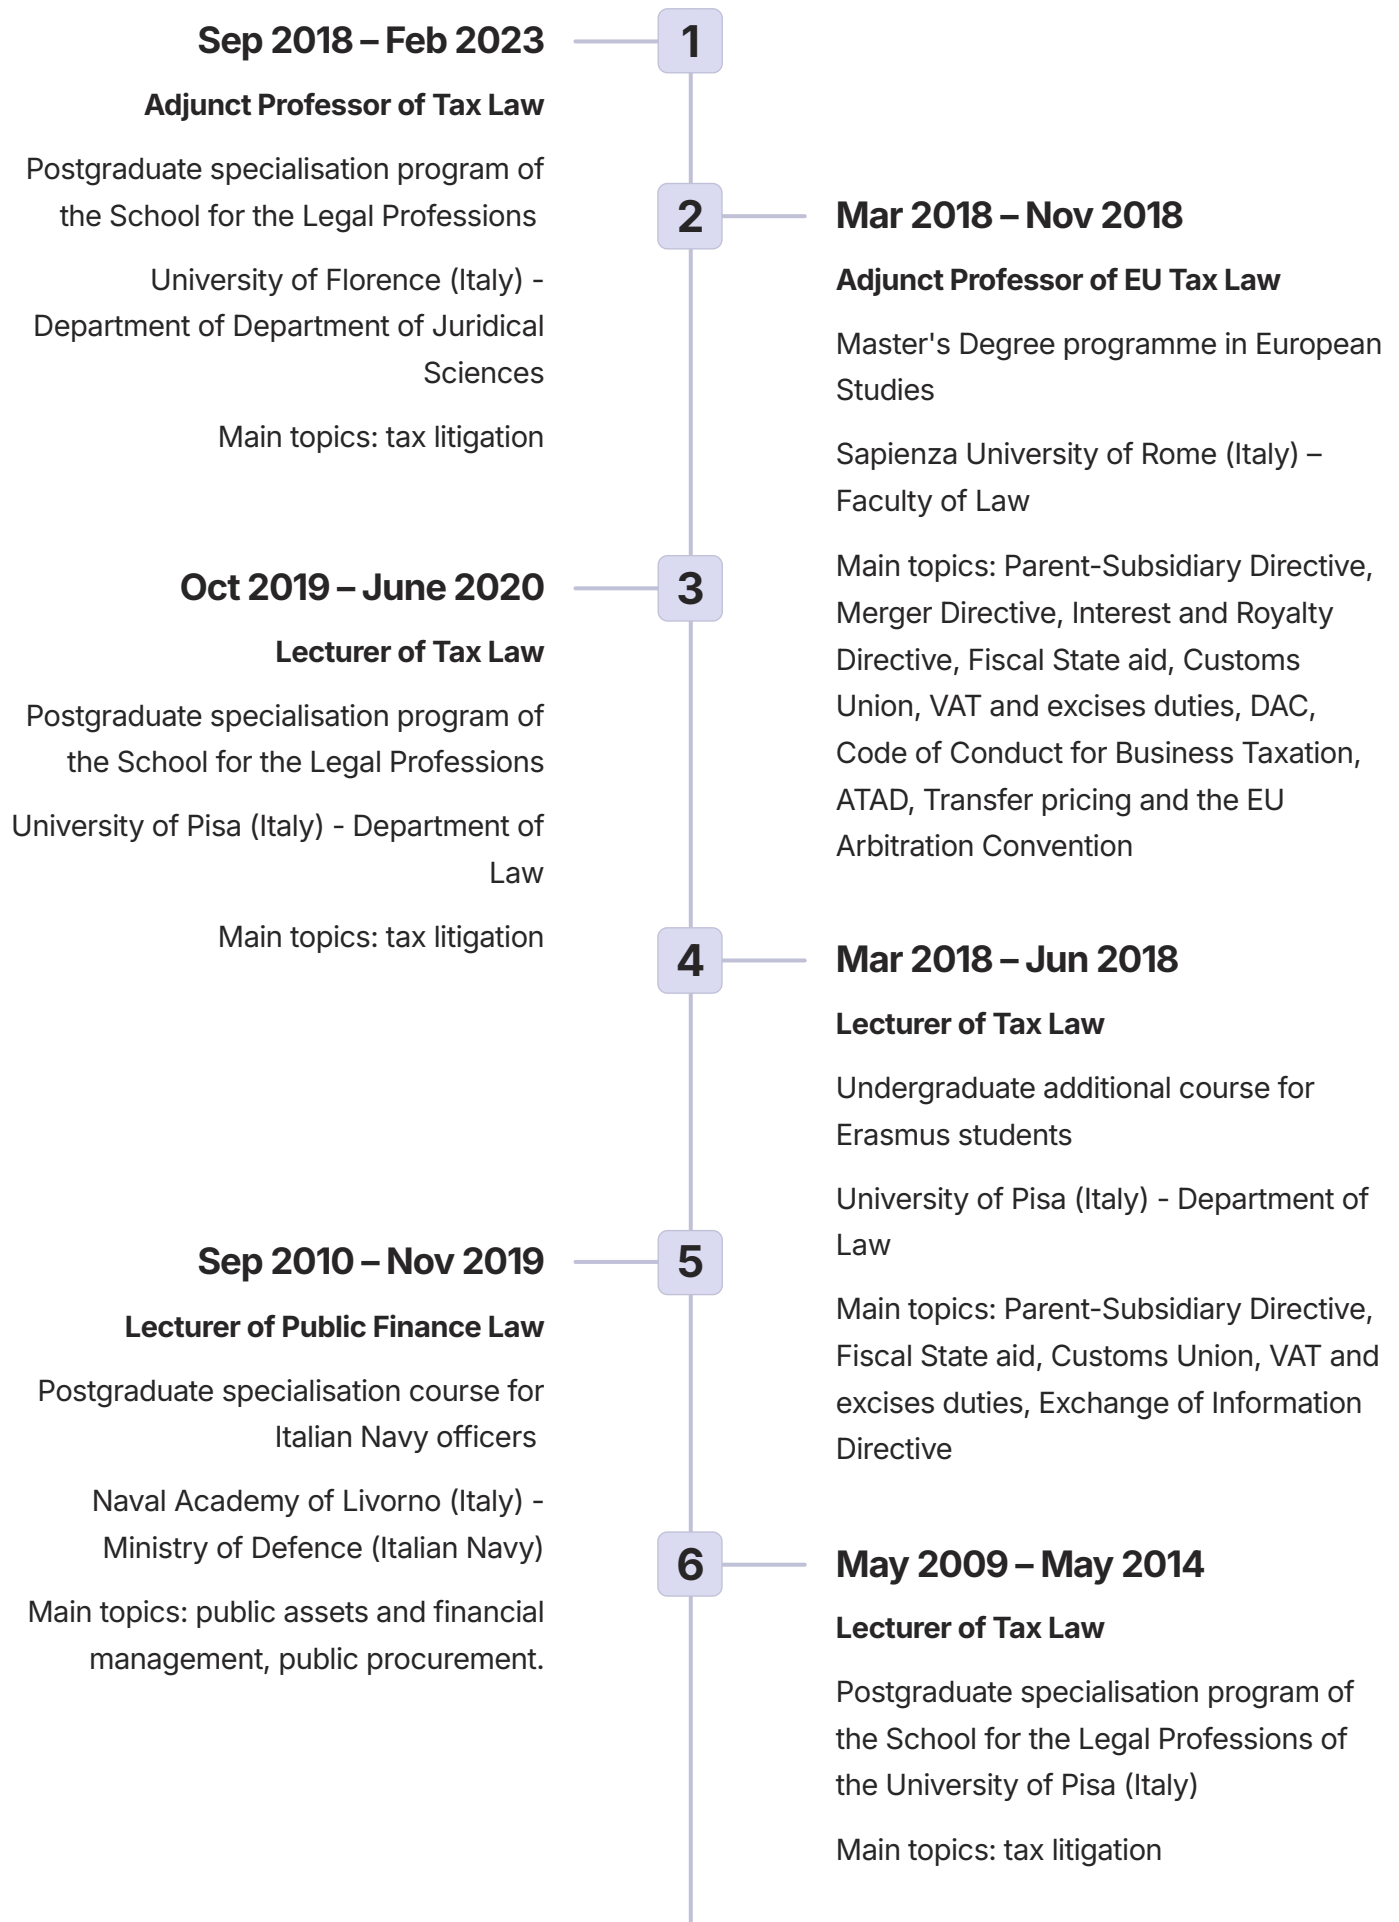 1
Sep 2018 – Feb 2023
Adjunct Professor of Tax Law
Postgraduate specialisation program of
the School for the Legal Professions
University of Florence (Italy) -
Department of Department of Juridical
Sciences
Main topics: tax litigation
2
Mar 2018 – Nov 2018
Adjunct Professor of EU Tax Law
Master's Degree programme in European
Studies
Sapienza University of Rome (Italy) –
Faculty of Law
Main topics: Parent-Subsidiary Directive,
Merger Directive, Interest and Royalty
Directive, Fiscal State aid, Customs
Union, VAT and excises duties, DAC,
Code of Conduct for Business Taxation,
ATAD, Transfer pricing and the EU
Arbitration Convention
3
Oct 2019 – June 2020
Lecturer of Tax Law
Postgraduate specialisation program of
the School for the Legal Professions
University of Pisa (Italy) - Department of
Law
Main topics: tax litigation
4
Mar 2018 – Jun 2018
Lecturer of Tax Law
Undergraduate additional course for
Erasmus students
University of Pisa (Italy) - Department of
Law
Main topics: Parent-Subsidiary Directive,
Fiscal State aid, Customs Union, VAT and
excises duties, Exchange of Information
Directive
5
Sep 2010 – Nov 2019
Lecturer of Public Finance Law
Postgraduate specialisation course for
Italian Navy officers
Naval Academy of Livorno (Italy) -
Ministry of Defence (Italian Navy)
Main topics: public assets and financial
management, public procurement.
6
May 2009 – May 2014
Lecturer of Tax Law
Postgraduate specialisation program of
the School for the Legal Professions of
the University of Pisa (Italy)
Main topics: tax litigation